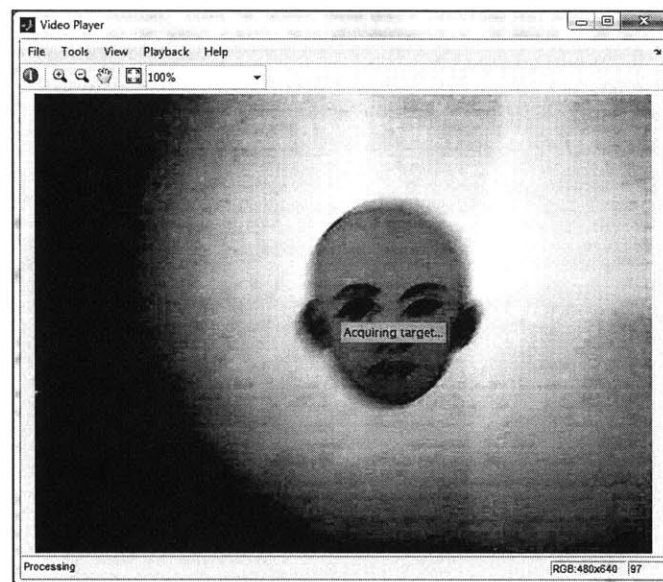 Video Player
File Tools View Playback Help
100%
Acquiring target...
Processing RGB:480x640 97